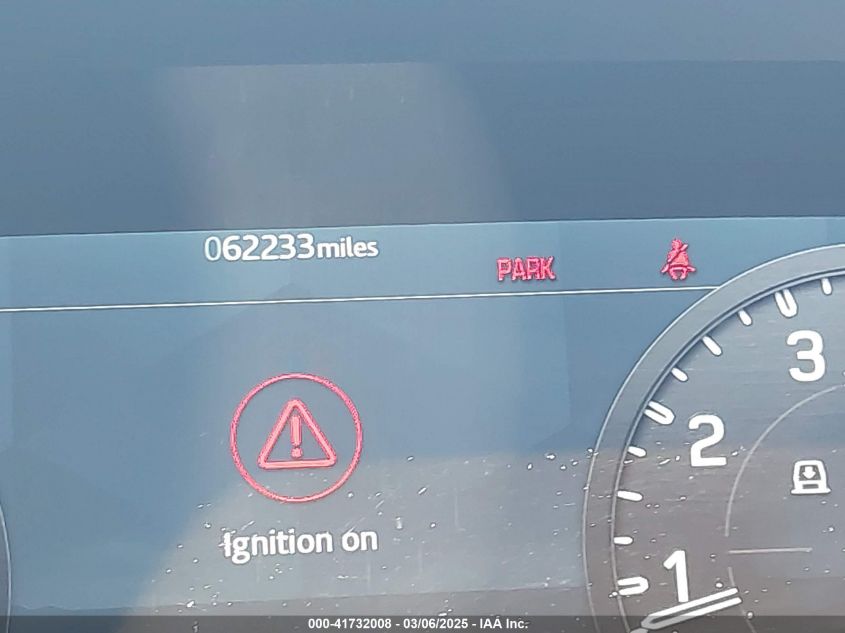 062233miles
PARK
3
2
Ignition on
1
000-41732008 - 03/06/2025 - IAA Inc.